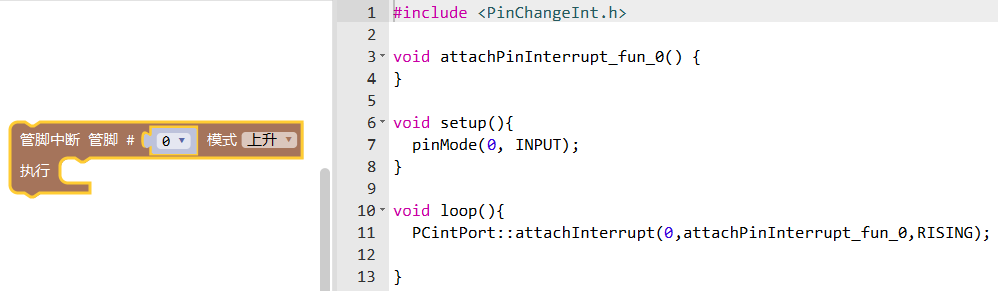 管脚中断 管脚 # 0 模式 上升
执行
1 #include <PinChangeInt.h>
2
3 void attachPinInterrupt_fun_0() {
4 }
5
6 void setup(){
7   pinMode(0, INPUT);
8 }
9
10 void loop(){
11   PCintPort::attachInterrupt(0,attachPinInterrupt_fun_0,RISING);
12
13 }